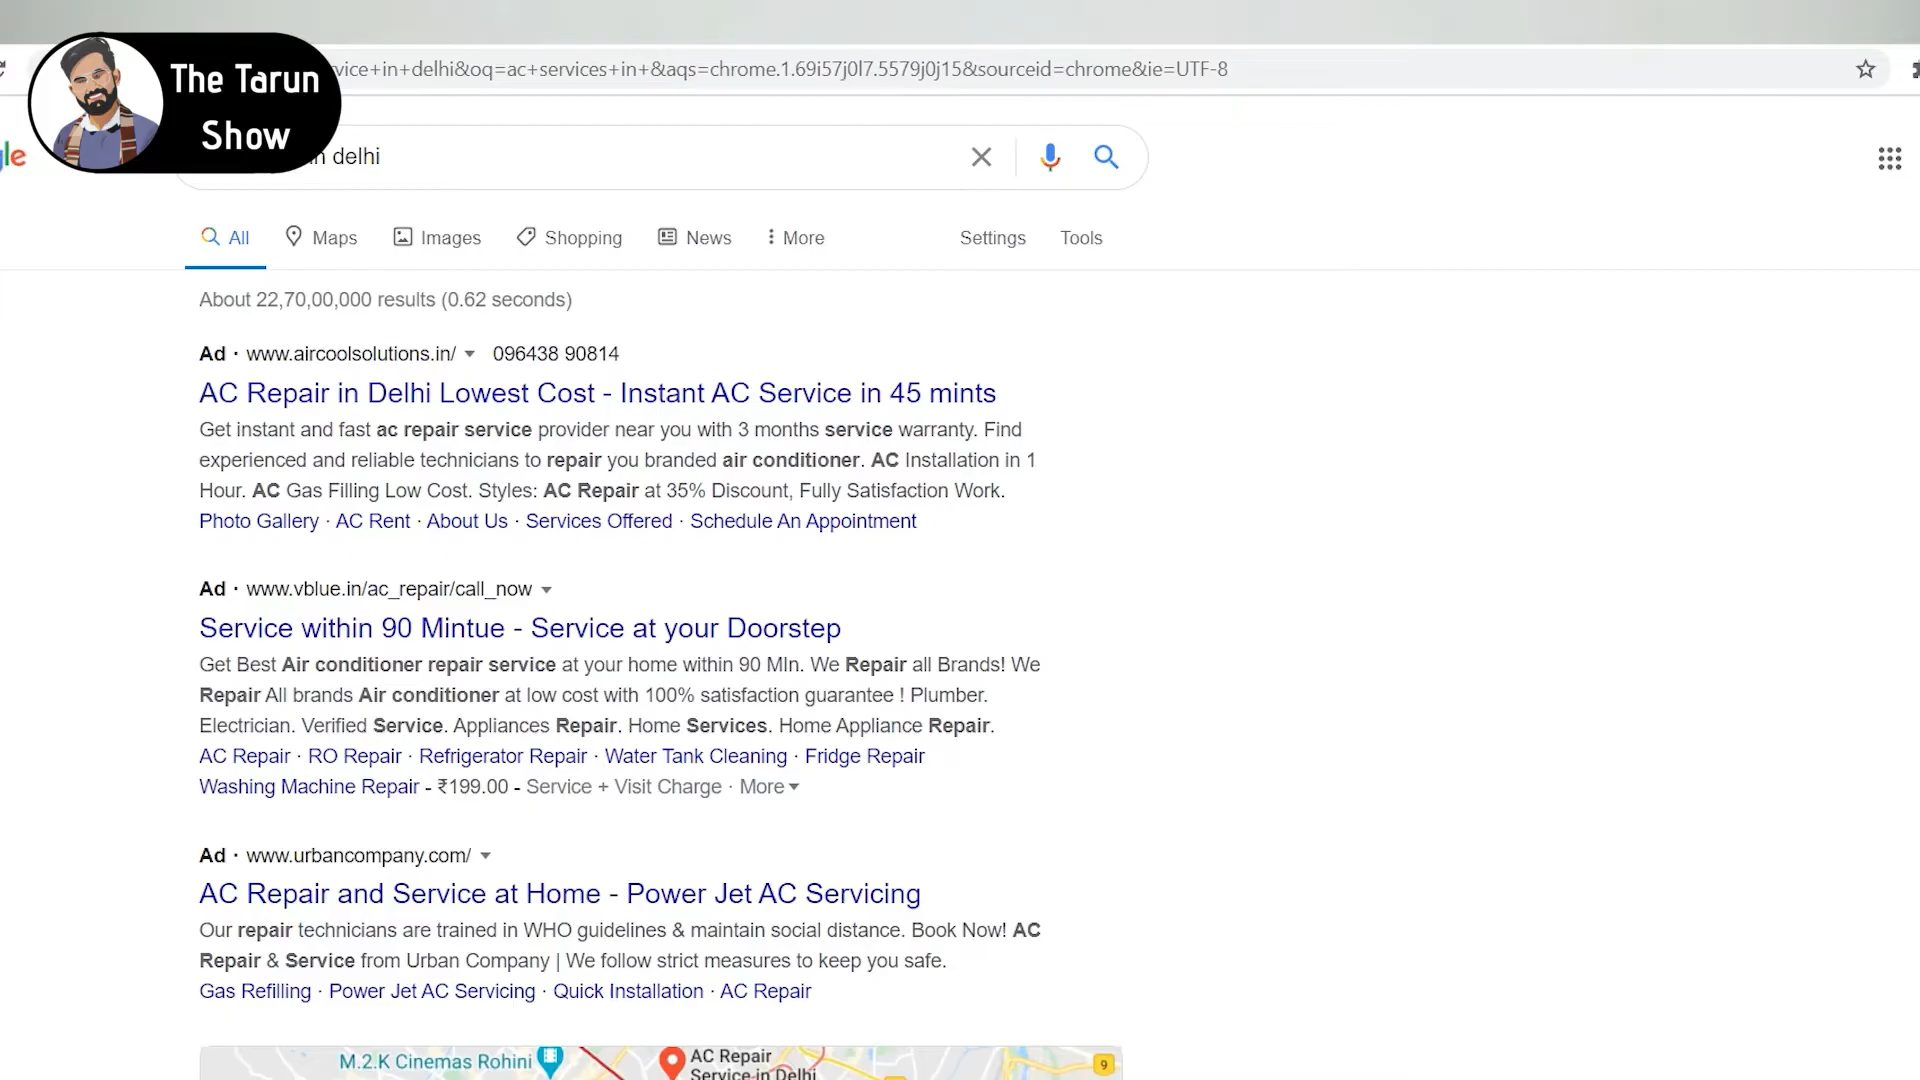 The Tarun
Show
vice+in+delhi&oq=ac+services+in+&aqs=chrome.1.69i57j0l7.5579j0j15&sourceid=chrome&ie=UTF-8
gle
in delhi
All
Maps
Images
Shopping
News
More
Settings
Tools
About 22,70,00,000 results (0.62 seconds)
Ad · www.aircoolsolutions.in/ 096438 90814
AC Repair in Delhi Lowest Cost - Instant AC Service in 45 mints
Get instant and fast ac repair service provider near you with 3 months service warranty. Find
experienced and reliable technicians to repair you branded air conditioner. AC Installation in 1
Hour. AC Gas Filling Low Cost. Styles: AC Repair at 35% Discount, Fully Satisfaction Work.
Photo Gallery · AC Rent · About Us · Services Offered · Schedule An Appointment
Ad · www.vblue.in/ac_repair/call_now
Service within 90 Mintue - Service at your Doorstep
Get Best Air conditioner repair service at your home within 90 MIn. We Repair all Brands! We
Repair All brands Air conditioner at low cost with 100% satisfaction guarantee ! Plumber.
Electrician. Verified Service. Appliances Repair. Home Services. Home Appliance Repair.
AC Repair · RO Repair · Refrigerator Repair · Water Tank Cleaning · Fridge Repair
Washing Machine Repair - ₹199.00 - Service + Visit Charge · More
Ad · www.urbancompany.com/
AC Repair and Service at Home - Power Jet AC Servicing
Our repair technicians are trained in WHO guidelines & maintain social distance. Book Now! AC
Repair & Service from Urban Company | We follow strict measures to keep you safe.
Gas Refilling · Power Jet AC Servicing · Quick Installation · AC Repair
M.2.K Cinemas Rohini
AC Repair
Service in Delhi
9